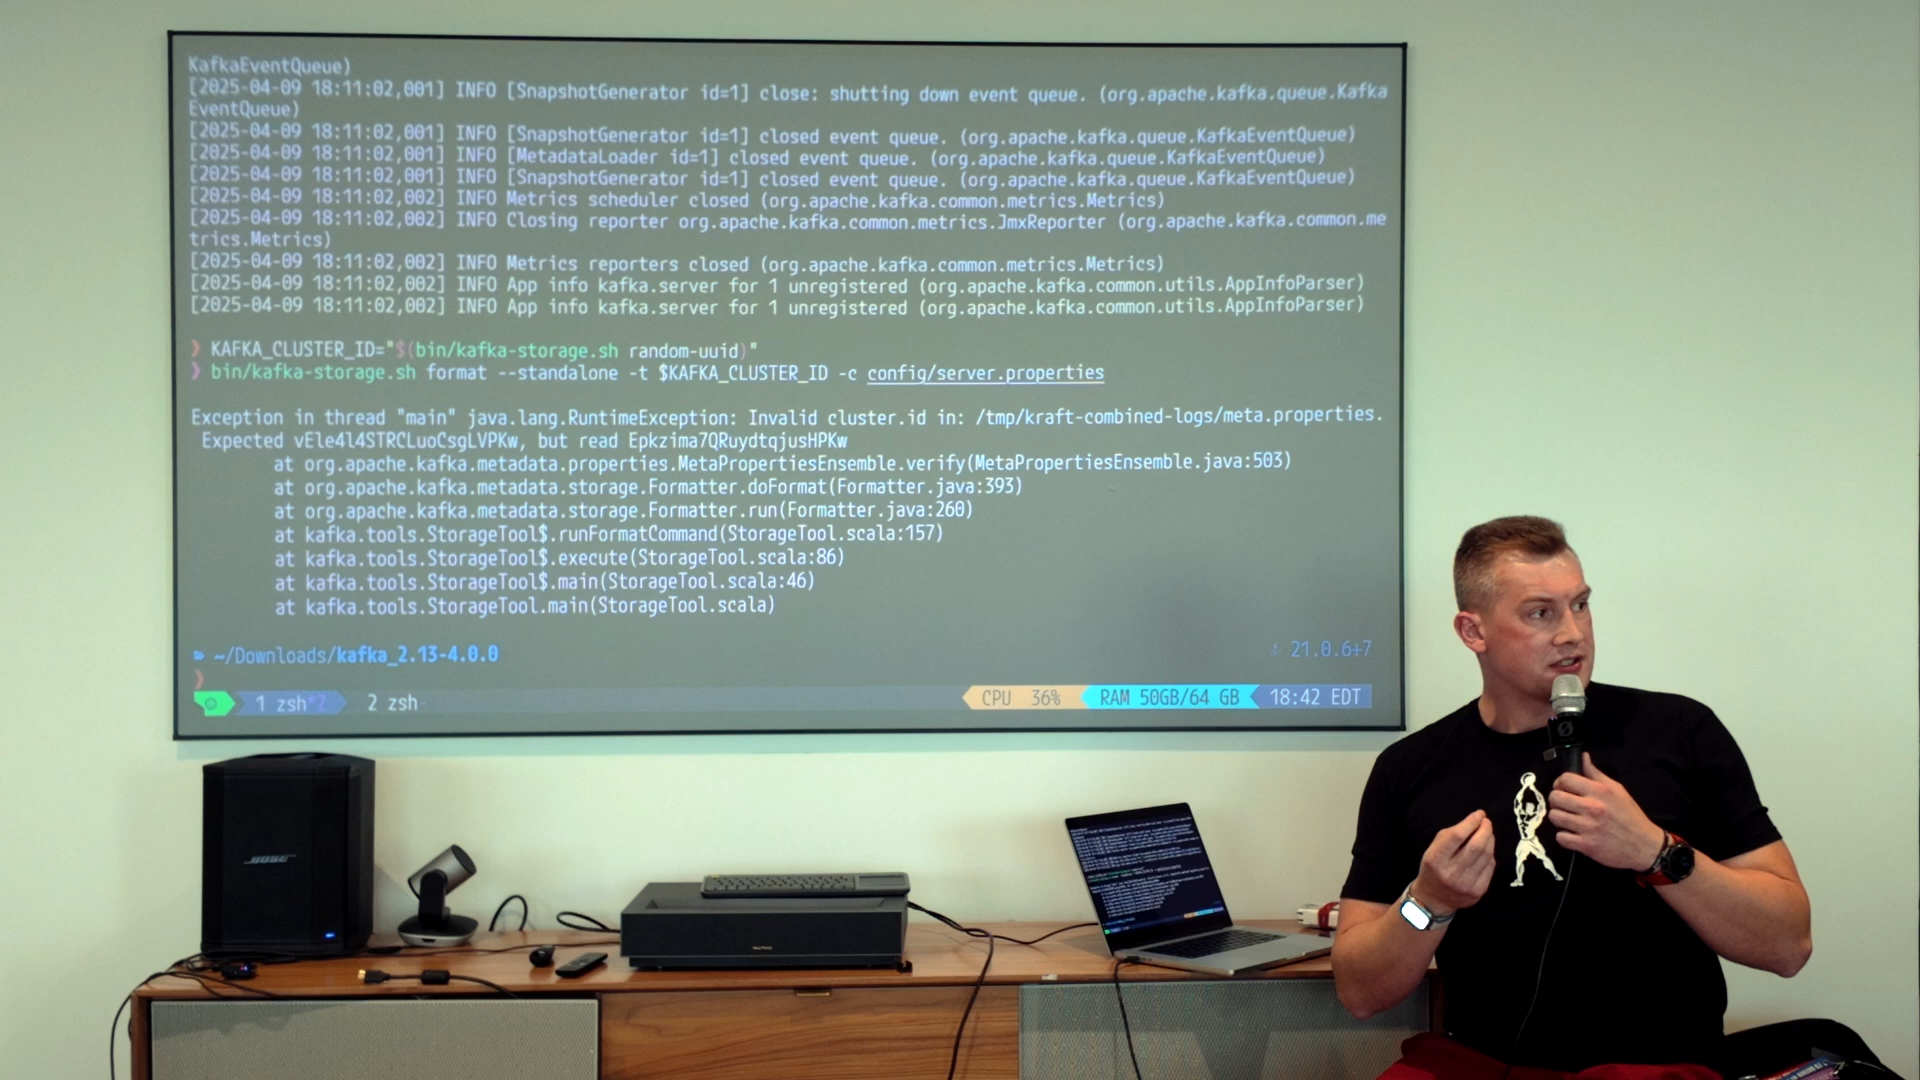 KafkaEventQueue)
[2025-04-09 18:11:02,001] INFO [SnapshotGenerator id=1] close: shutting down event queue. (org.apache.kafka.queue.Kafka
EventQueue)
[2025-04-09 18:11:02,001] INFO [SnapshotGenerator id=1] closed event queue. (org.apache.kafka.queue.KafkaEventQueue)
[2025-04-09 18:11:02,001] INFO [MetadataLoader id=1] closed event queue. (org.apache.kafka.queue.KafkaEventQueue)
[2025-04-09 18:11:02,001] INFO [SnapshotGenerator id=1] closed event queue. (org.apache.kafka.queue.KafkaEventQueue)
[2025-04-09 18:11:02,002] INFO Metrics scheduler closed (org.apache.kafka.common.metrics.Metrics)
[2025-04-09 18:11:02,002] INFO Closing reporter org.apache.kafka.common.metrics.JmxReporter (org.apache.kafka.common.me
trics.Metrics)
[2025-04-09 18:11:02,002] INFO Metrics reporters closed (org.apache.kafka.common.metrics.Metrics)
[2025-04-09 18:11:02,002] INFO App info kafka.server for 1 unregistered (org.apache.kafka.common.utils.AppInfoParser)
[2025-04-09 18:11:02,002] INFO App info kafka.server for 1 unregistered (org.apache.kafka.common.utils.AppInfoParser)
❯ KAFKA_CLUSTER_ID="$(bin/kafka-storage.sh random-uuid)"
❯ bin/kafka-storage.sh format --standalone -t $KAFKA_CLUSTER_ID -c config/server.properties
Exception in thread "main" java.lang.RuntimeException: Invalid cluster.id in: /tmp/kraft-combined-logs/meta.properties.
Expected vEle4l4STRCLuoCsgLVPKw, but read Epkzima7QRuydtqjusHPKw
at org.apache.kafka.metadata.properties.MetaPropertiesEnsemble.verify(MetaPropertiesEnsemble.java:503)
at org.apache.kafka.metadata.storage.Formatter.doFormat(Formatter.java:393)
at org.apache.kafka.metadata.storage.Formatter.run(Formatter.java:260)
at kafka.tools.StorageTool$.runFormatCommand(StorageTool.scala:157)
at kafka.tools.StorageTool$.execute(StorageTool.scala:86)
at kafka.tools.StorageTool$.main(StorageTool.scala:46)
at kafka.tools.StorageTool.main(StorageTool.scala)
~/Downloads/kafka_2.13-4.0.0 21.0.6+7
❯
1 zsh*Z 2 zsh- CPU 36% RAM 50GB/64 GB 18:42 EDT
BOSE